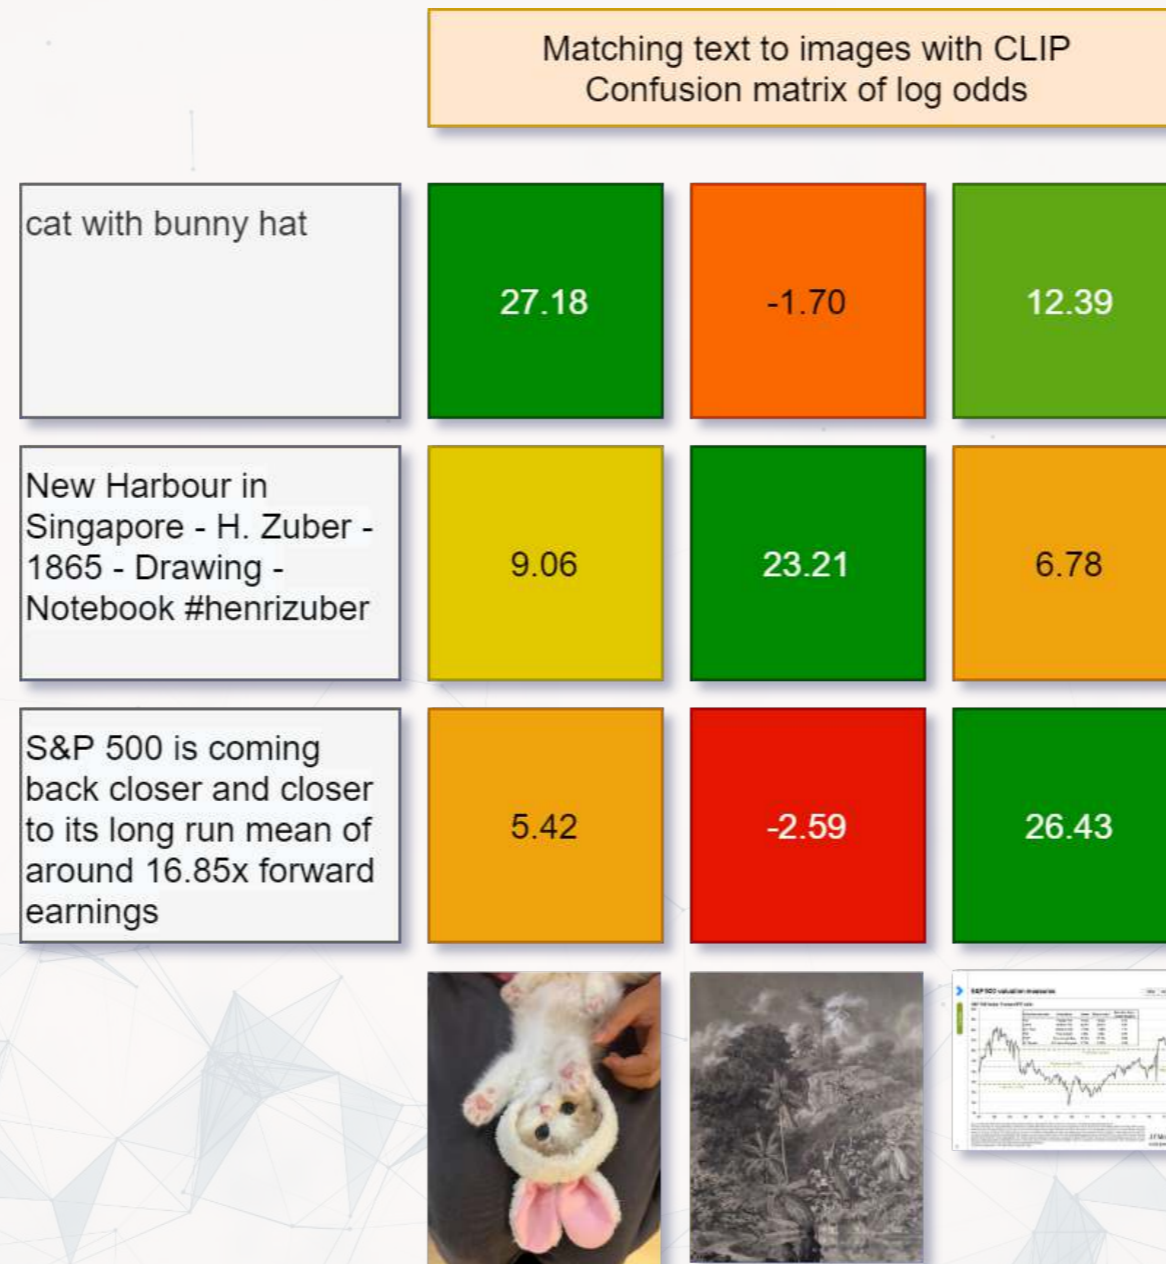 Matching text to images with CLIP
Confusion matrix of log odds
cat with bunny hat
27.18
-1.70
12.39
New Harbour in
Singapore - H. Zuber -
1865 - Drawing -
Notebook #henrizuber
9.06
23.21
6.78
S&P 500 is coming
back closer and closer
to its long run mean of
around 16.85x forward
earnings
5.42
-2.59
26.43
S&P 500 valuation measures